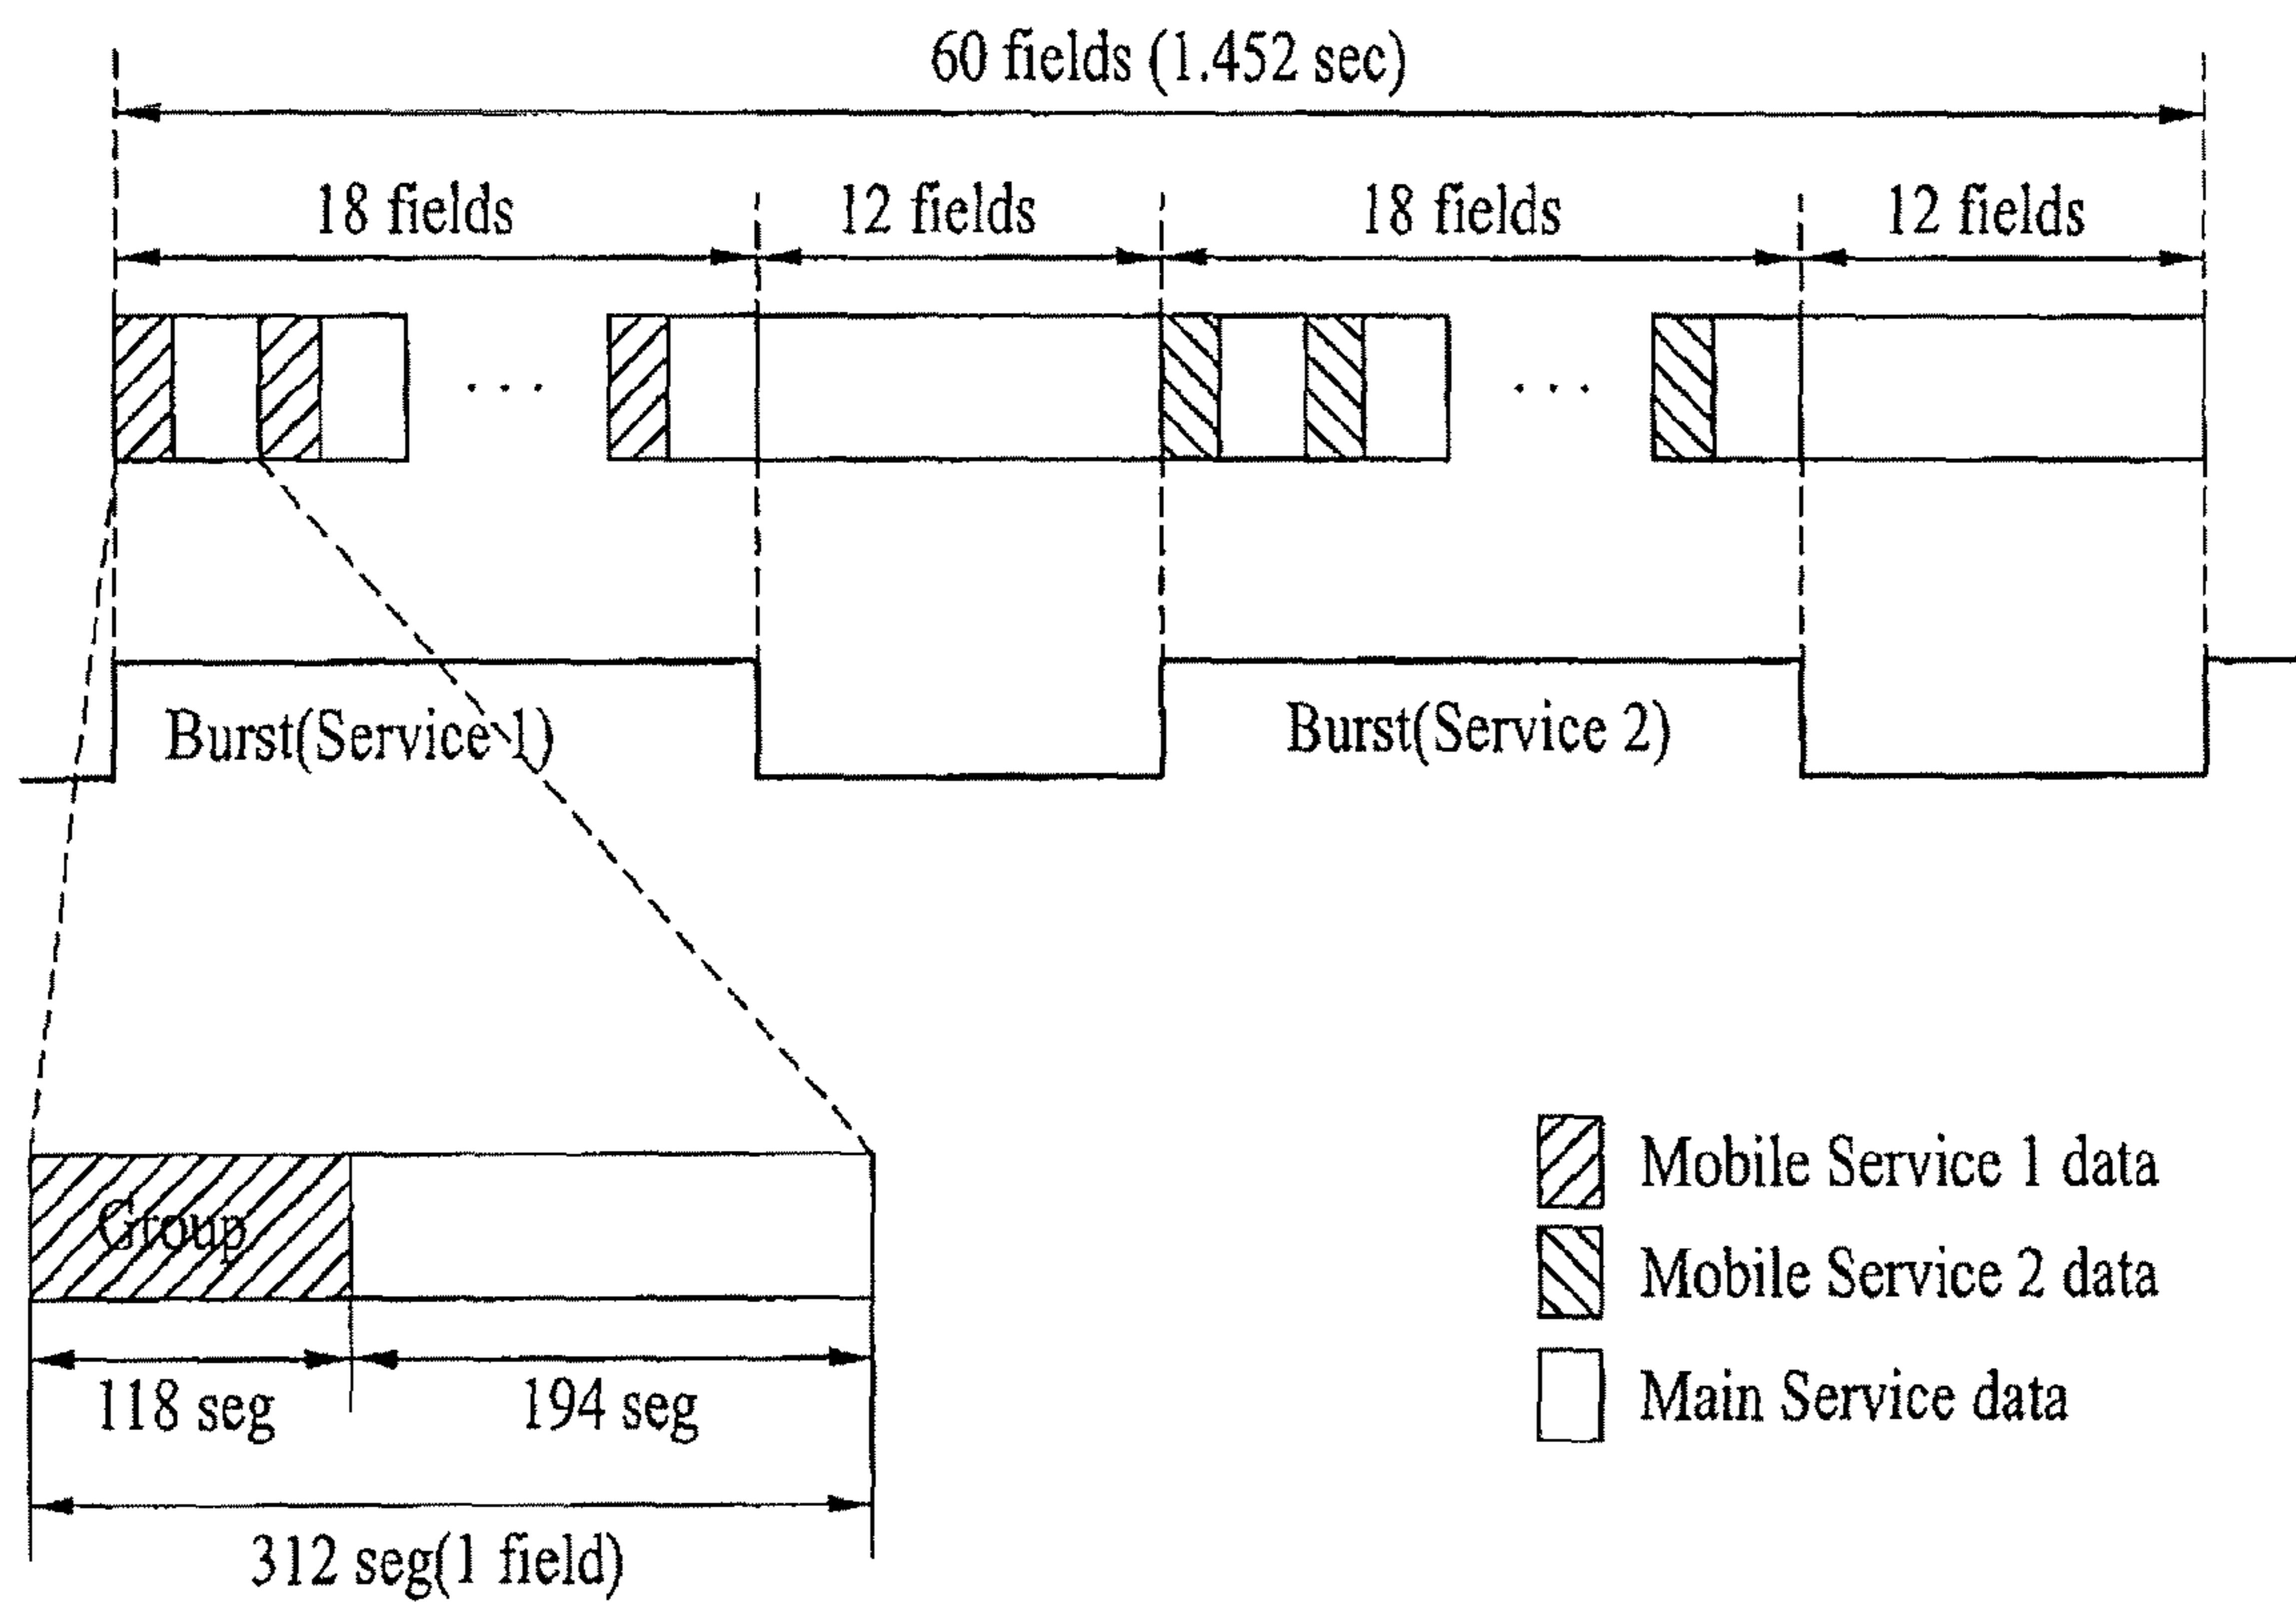 60 fields (1.452 sec)
18 fields
12 fields
18 fields
12 fields
. . .
. . .
Burst(Service 1)
Burst(Service 2)
Group
118 seg
194 seg
312 seg(1 field)
Mobile Service 1 data
Mobile Service 2 data
Main Service data